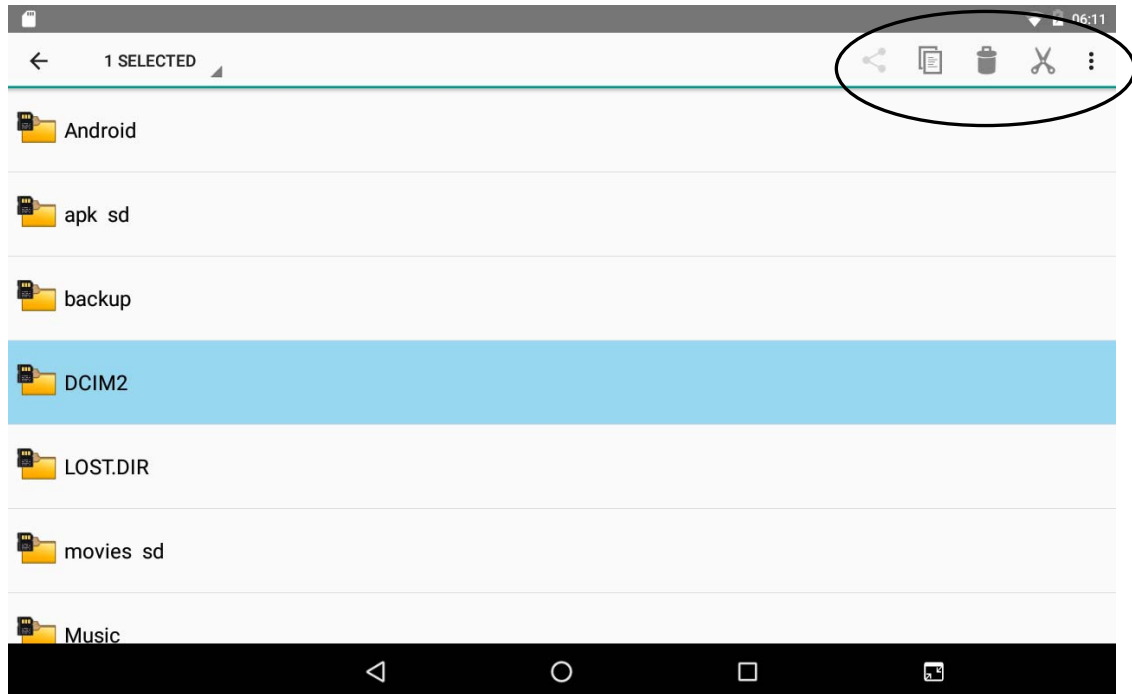 06:11
1 SELECTED
Android
apk sd
backup
DCIM2
LOST.DIR
movies sd
Music